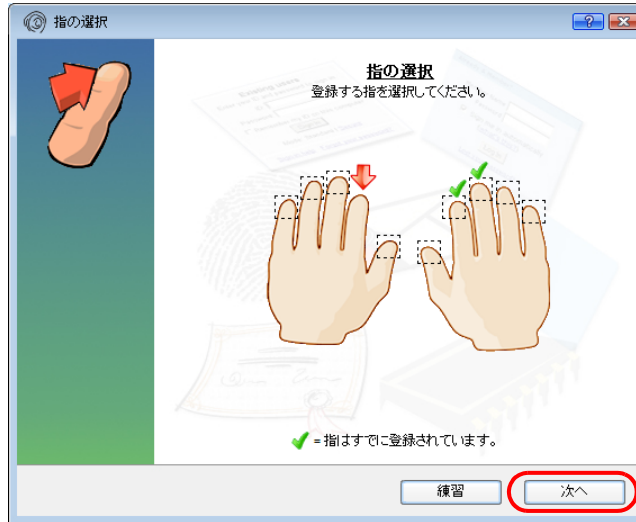 指の選択
指の選択
登録する指を選択してください。
= 指はすでに登録されています。
練習
次へ